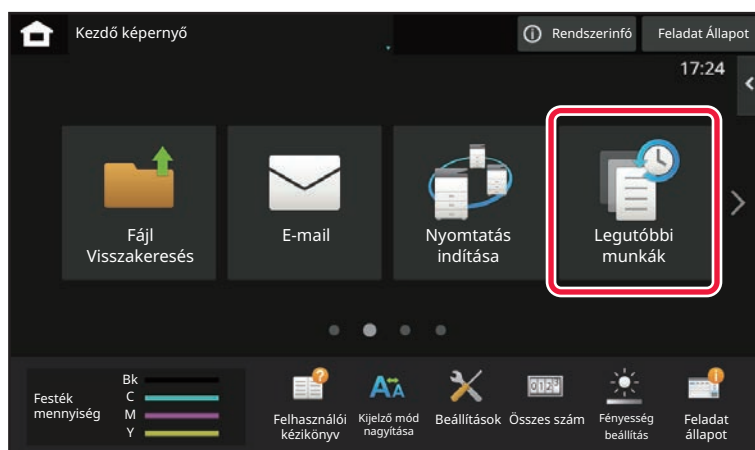 Kezdő képernyő
Rendszerinfó
Feladat Állapot
17:24
Fájl
Visszakeresés
E-mail
Nyomtatás
indítása
Legutóbbi
munkák
Festék
mennyiség
Bk
C
M
Y
Felhasználói
kézikönyv
Kijelző mód
nagyítása
Beállítások
Összes szám
Fényesség
beállítás
Feladat
állapot